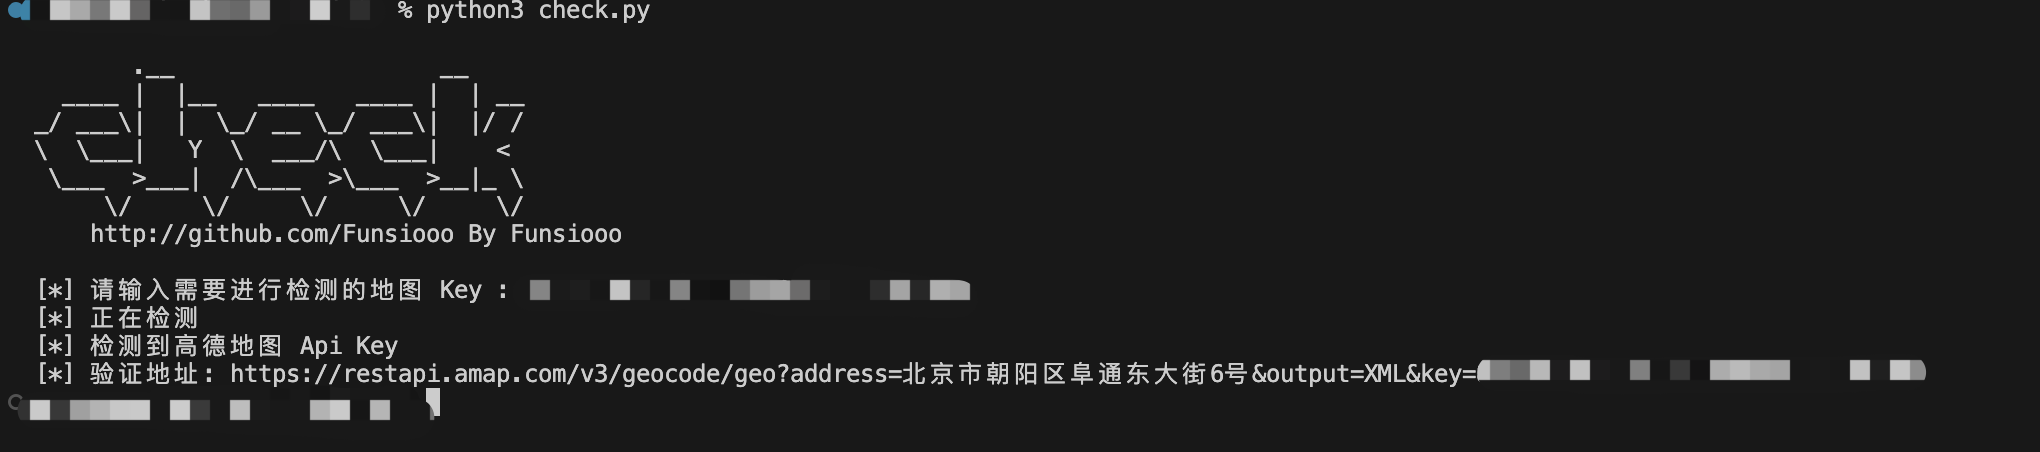 % python3 check.py
http://github.com/Funsiooo By Funsiooo
[*] 请输入需要进行检测的地图 Key :
[*] 正在检测
[*] 检测到高德地图 Api Key
[*] 验证地址: https://restapi.amap.com/v3/geocode/geo?address=北京市朝阳区阜通东大街6号&output=XML&key=